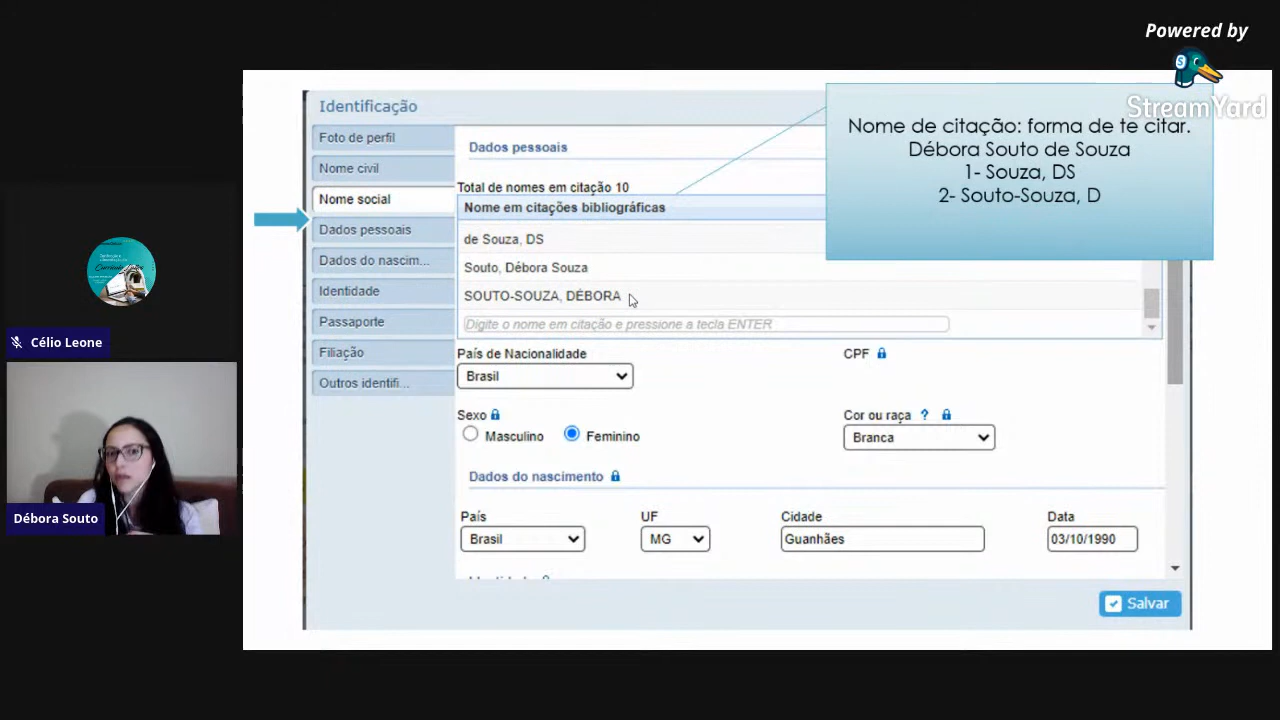 Powered by
StreamYard
Identificação
Foto de perfil
Nome civil
Nome social
Dados pessoais
Dados do nascim...
Identidade
Passaporte
Filiação
Outros identifi...
Dados pessoais
Total de nomes em citação 10
Nome em citações bibliográficas
de Souza, DS
Souto, Débora Souza
SOUTO-SOUZA, DÉBORA
Digite o nome em citação e pressione a tecla ENTER
Nome de citação: forma de te citar.
Débora Souto de Souza
1- Souza, DS
2- Souto-Souza, D
País de Nacionalidade
CPF
Brasil
Sexo
Cor ou raça ?
Masculino Feminino
Branca
Dados do nascimento
País UF Cidade Data
Brasil MG Guanhães 03/10/1990
Salvar
Célio Leone
Débora Souto